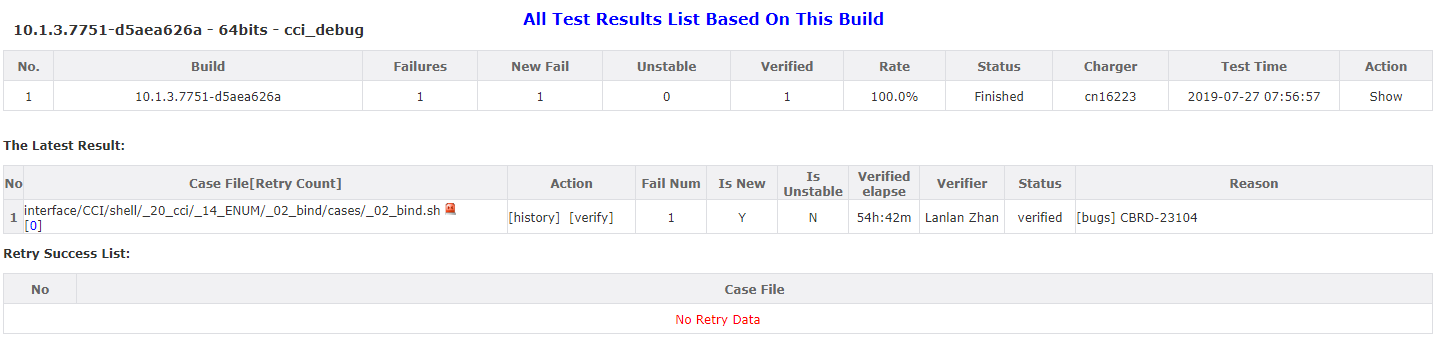 All Test Results List Based On This Build
10.1.3.7751-d5aea626a - 64bits - cci_debug
No. Build Failures New Fail Unstable Verified Rate Status Charger Test Time Action
1 10.1.3.7751-d5aea626a 1 1 0 1 100.0% Finished cn16223 2019-07-27 07:56:57 Show
The Latest Result:
No Case File[Retry Count] Action Fail Num Is New Is Unstable Verified elapse Verifier Status Reason
1 interface/CCI/shell/_20_cci/_14_ENUM/_02_bind/cases/_02_bind.sh [0] [history] [verify] 1 Y N 54h:42m Lanlan Zhan verified [bugs] CBRD-23104
Retry Success List:
No Case File
No Retry Data